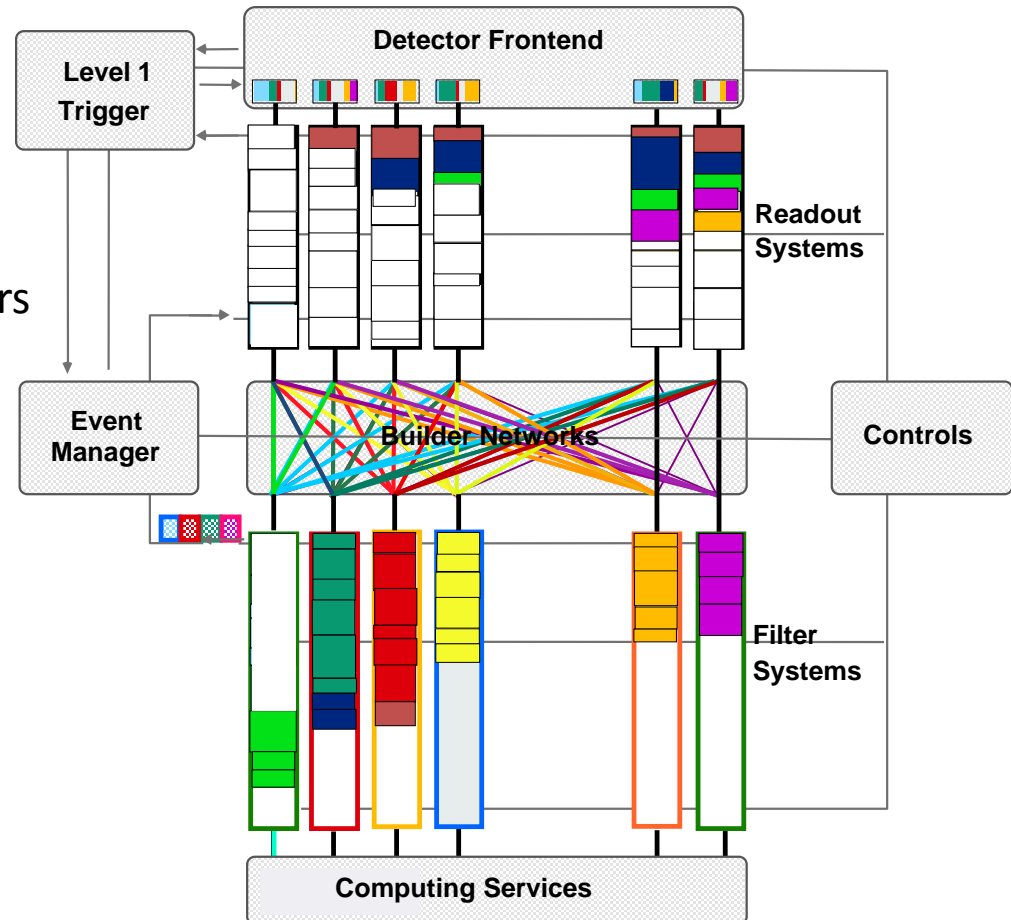 Detector Frontend
Level 1
Trigger
Readout
Systems
rs
Event
Manager
Builder Networks
Controls
Filter
Systems
Computing Services